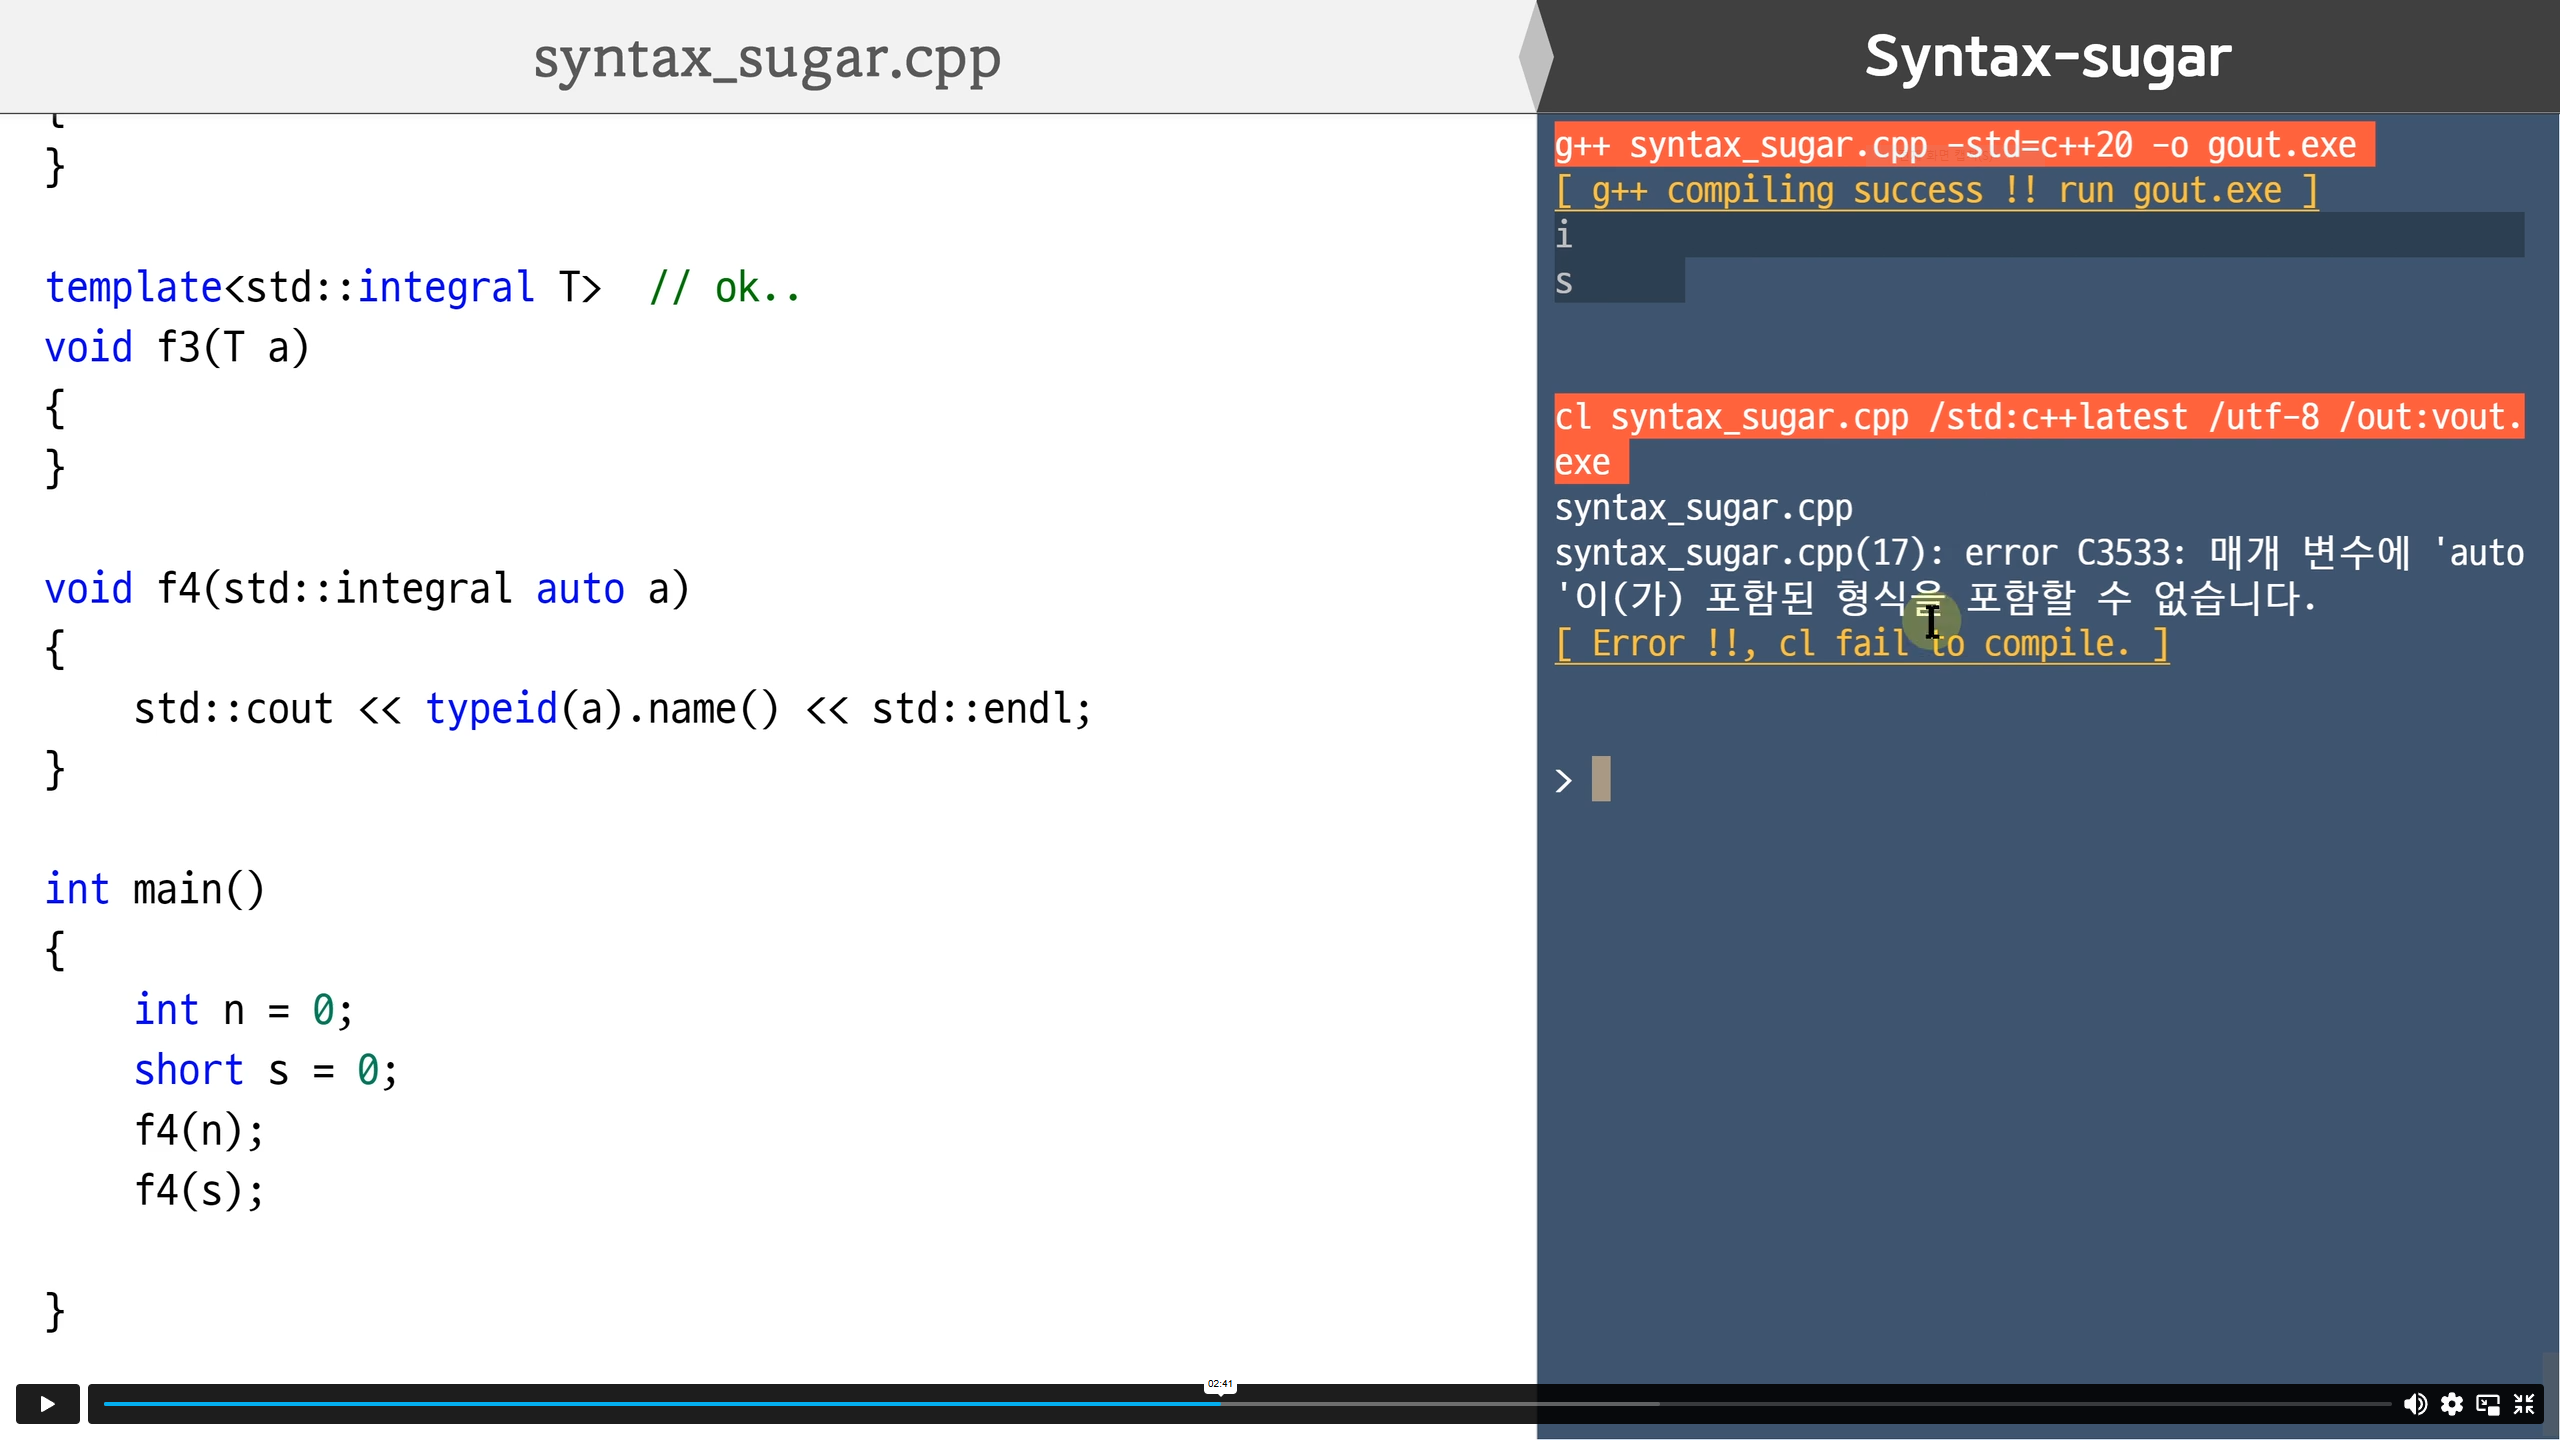 syntax_sugar.cpp
Syntax-sugar
{
}
template<std::integral T>  // ok..
void f3(T a)
{
}
void f4(std::integral auto a)
{
    std::cout << typeid(a).name() << std::endl;
}
int main()
{
    int n = 0;
    short s = 0;
    f4(n);
    f4(s);
}
g++ syntax_sugar.cpp -std=c++20 -o gout.exe
[ g++ compiling success !! run gout.exe ]
i
s
cl syntax_sugar.cpp /std:c++latest /utf-8 /out:vout.
exe
syntax_sugar.cpp
syntax_sugar.cpp(17): error C3533: 매개 변수에 'auto
'이(가) 포함된 형식을 포함할 수 없습니다.
[ Error !!, cl fail to compile. ]
>
02:41